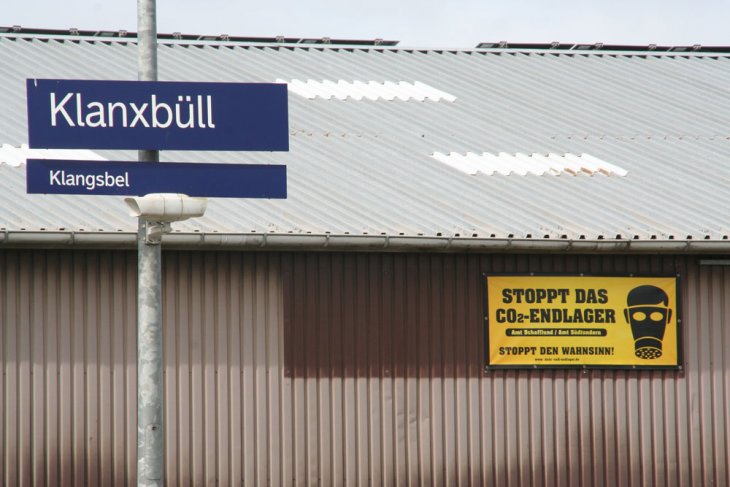 Klanxbüll
Klangsbel
STOPPT DAS
CO2-ENDLAGER
Amt Schafflund / Amt Südtondern
STOPPT DEN WAHNSINN!